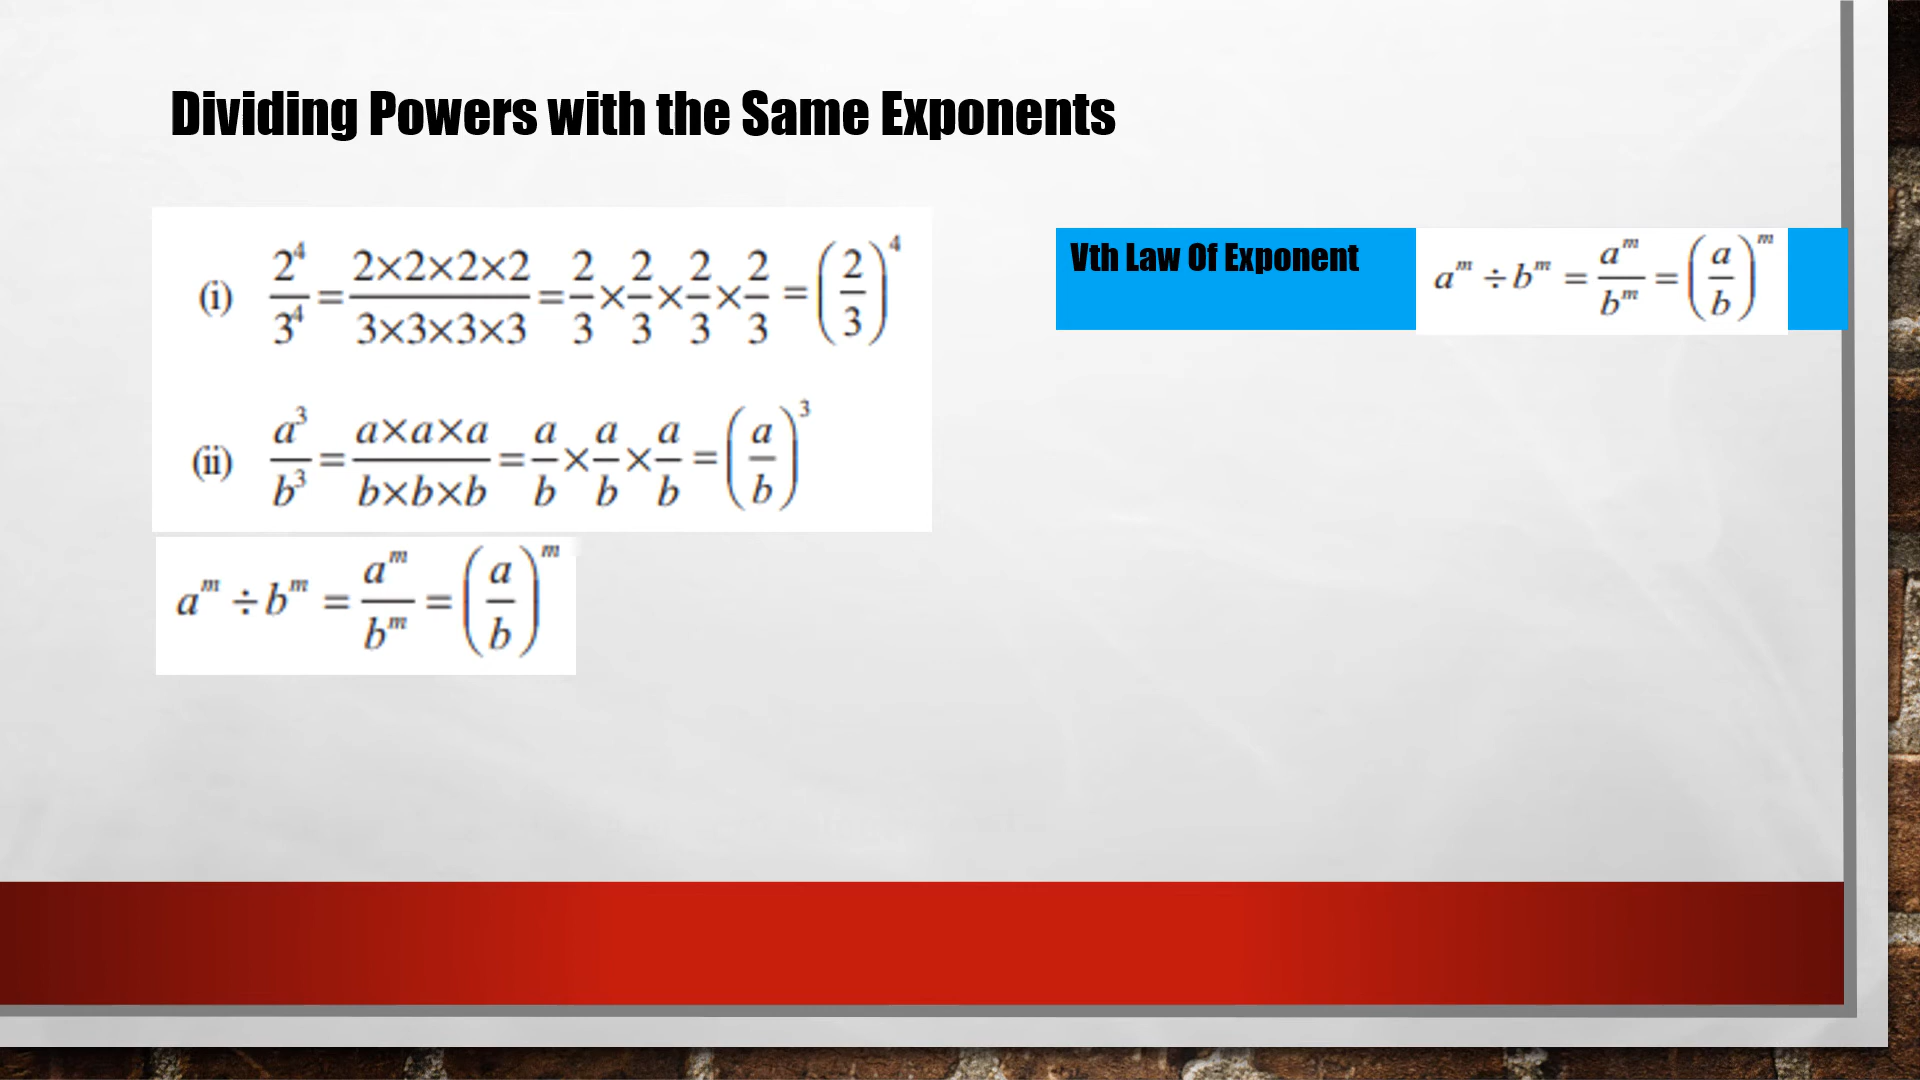 Dividing Powers with the Same Exponents
(i) 2⁴/3⁴ = 2×2×2×2/3×3×3×3 = 2/3 × 2/3 × 2/3 × 2/3 = (2/3)⁴
(ii) a³/b³ = a×a×a/b×b×b = a/b × a/b × a/b = (a/b)³
aᵐ ÷ bᵐ = aᵐ/bᵐ = (a/b)ᵐ
Vth Law Of Exponent aᵐ ÷ bᵐ = aᵐ/bᵐ = (a/b)ᵐ